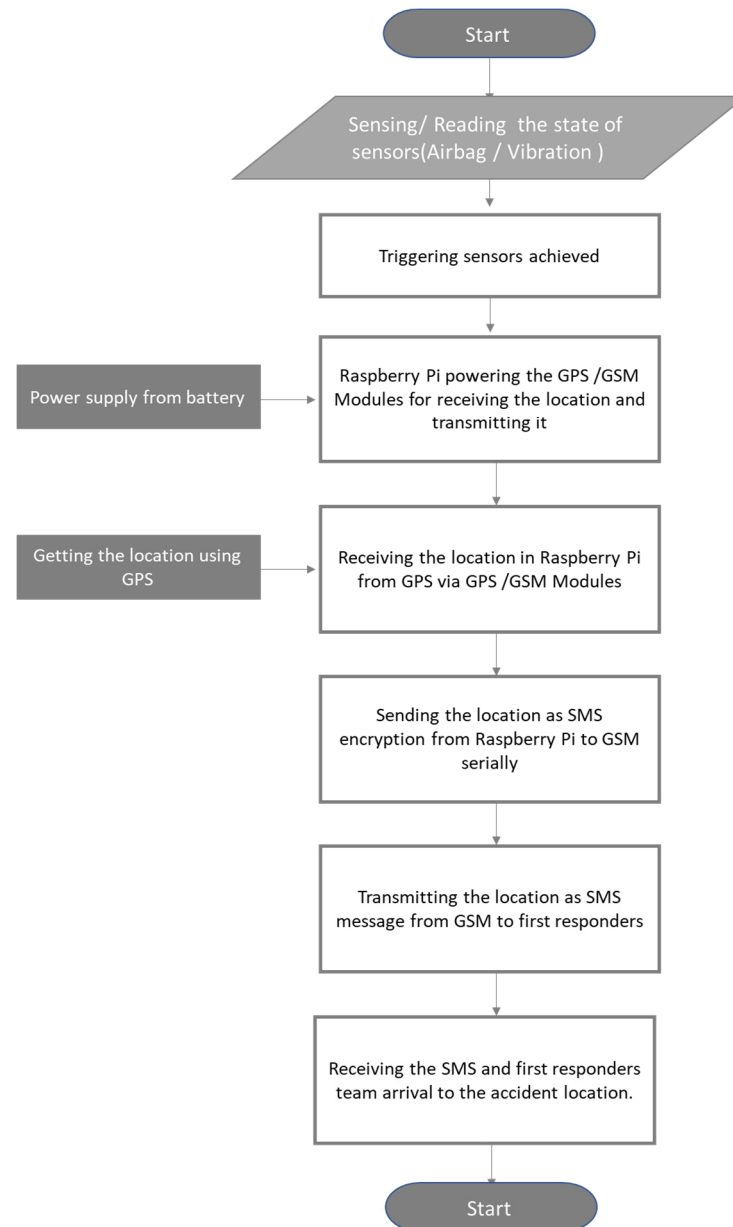 Start
Sensing/ Reading  the state of
sensors(Airbag / Vibration )
Triggering sensors achieved
Power supply from battery
Raspberry Pi powering the GPS /GSM
Modules for receiving the location and
transmitting it
Getting the location using
GPS
Receiving the location in Raspberry Pi
from GPS via GPS /GSM Modules
Sending the location as SMS
encryption from Raspberry Pi to GSM
serially
Transmitting the location as SMS
message from GSM to first responders
Receiving the SMS and first responders
team arrival to the accident location.
Start